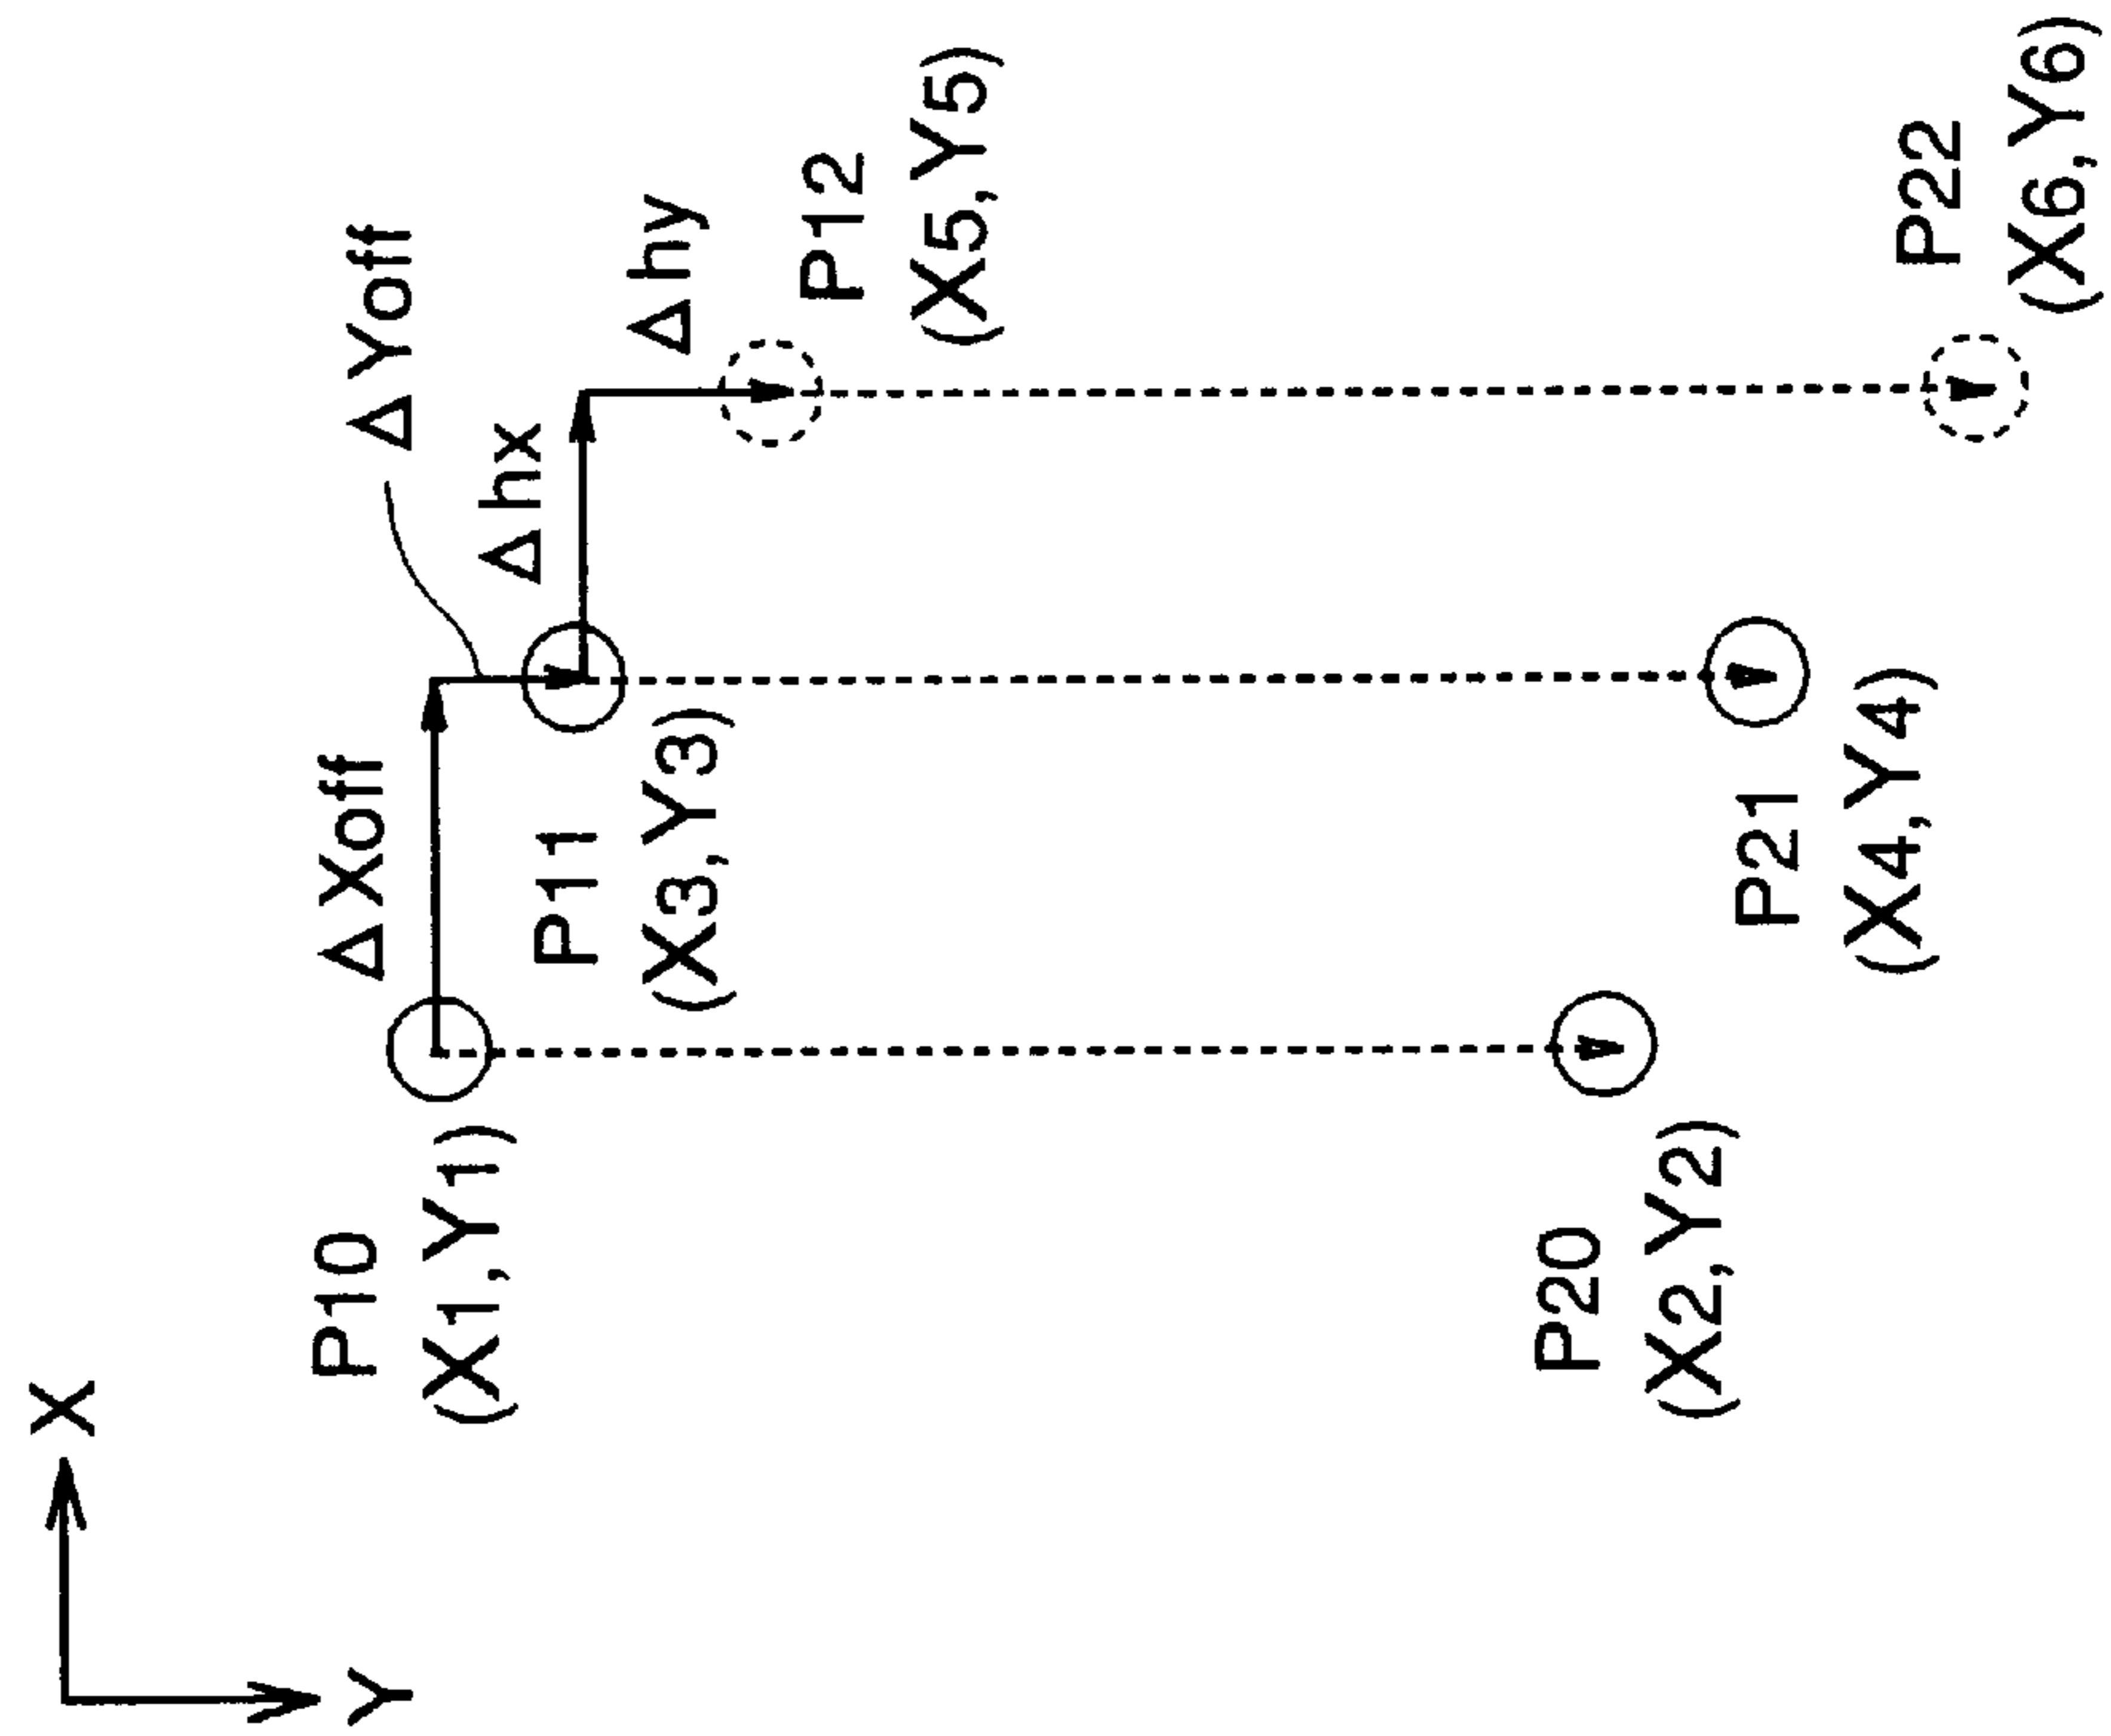 X
Y
P10
(X1,Y1)
ΔXoff
ΔYoff
P11
(X3,Y3)
Δhx
Δhy
P12
(X5,Y5)
P20
(X2,Y2)
P21
(X4,Y4)
P22
(X6,Y6)